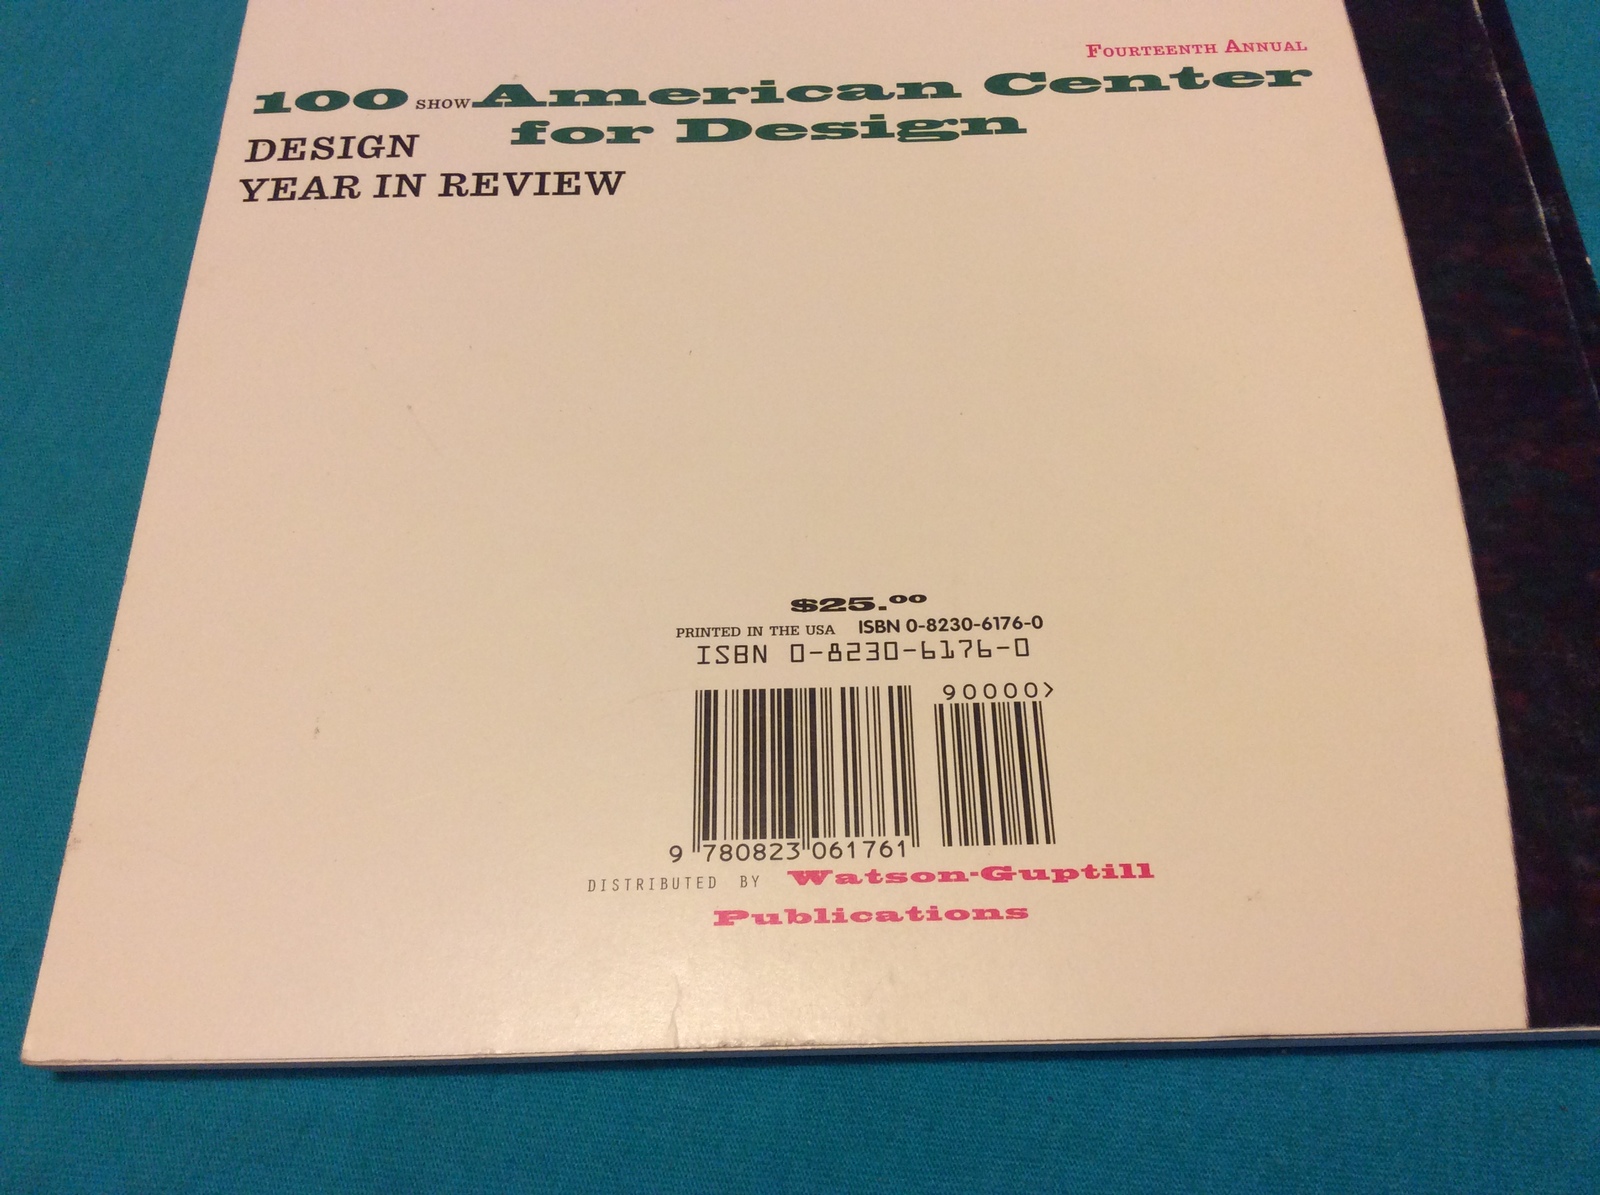 Fourteenth Annual
100 SHOW American Center
for Design
DESIGN
YEAR IN REVIEW
$25.00
PRINTED IN THE USA ISBN 0-8230-6176-0
ISBN 0-8230-6176-0
90000>
9 780823 061761
DISTRIBUTED BY Watson-Guptill
Publications